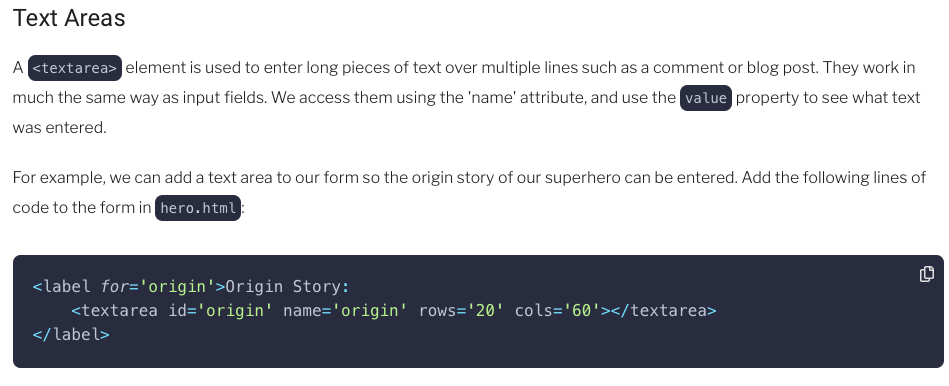 Text Areas
A <textarea> element is used to enter long pieces of text over multiple lines such as a comment or blog post. They work in
much the same way as input fields. We access them using the 'name' attribute, and use the value property to see what text
was entered.
For example, we can add a text area to our form so the origin story of our superhero can be entered. Add the following lines of
code to the form in hero.html:
<label for='origin'>Origin Story:
    <textarea id='origin' name='origin' rows='20' cols='60'></textarea>
</label>